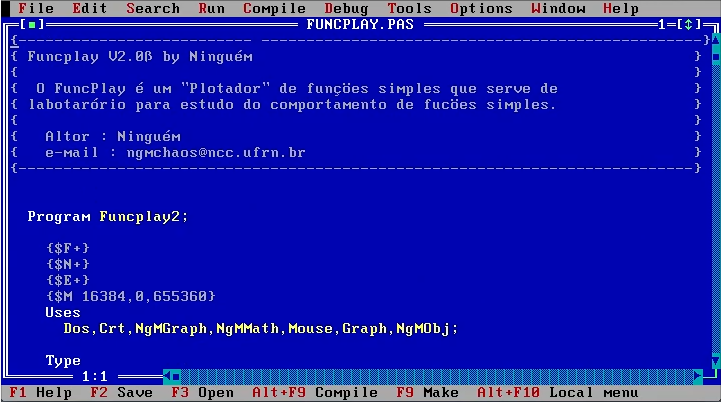 File Edit Search Run Compile Debug Tools Options Window Help
[■] FUNCPLAY.PAS 1=[↕]
{------------------------- --------------------------------------------------}
{ Funcplay V2.0ß by Ninguém }
{ }
{ O FuncPlay é um "Plotador" de funçöes simples que serve de }
{ labotarório para estudo do comportamento de fucöes simples. }
{ }
{ Altor : Ninguém }
{ e-mail : ngmchaos@ncc.ufrn.br }
{---------------------------------------------------------------------------}
Program Funcplay2;
{$F+}
{$N+}
{$E+}
{$M 16384,0,655360}
Uses
Dos,Crt,NgMGraph,NgMMath,Mouse,Graph,NgMObj;
Type
1:1
F1 Help F2 Save F3 Open Alt+F9 Compile F9 Make Alt+F10 Local menu